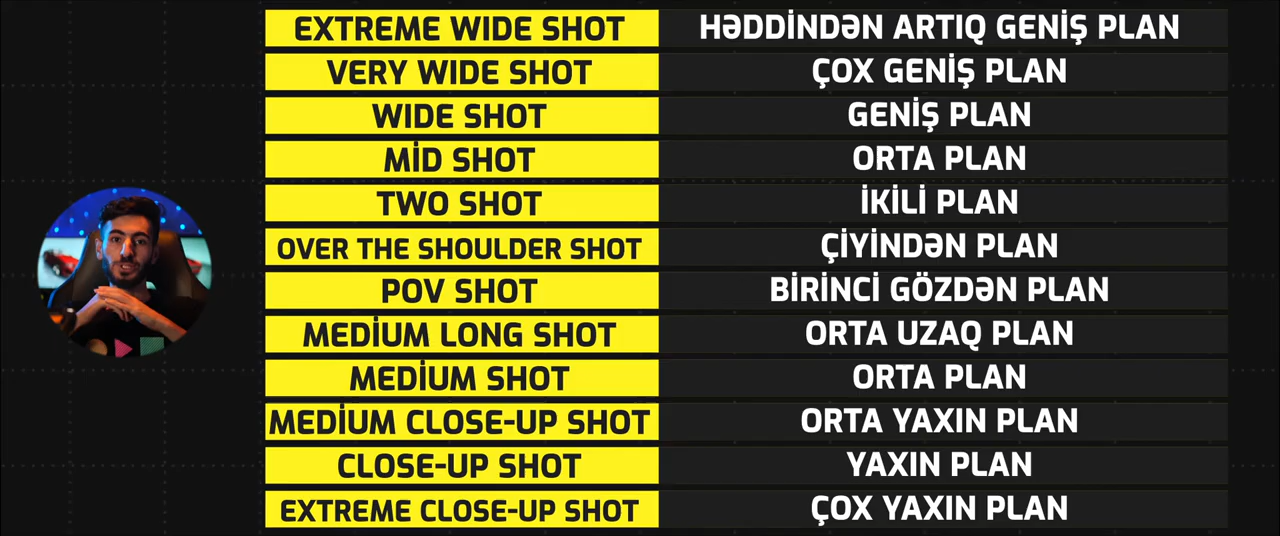 EXTREME WIDE SHOT HƏDDİNDƏN ARTIQ GENİŞ PLAN
VERY WIDE SHOT ÇOX GENİŞ PLAN
WIDE SHOT GENİŞ PLAN
MİD SHOT ORTA PLAN
TWO SHOT İKİLİ PLAN
OVER THE SHOULDER SHOT ÇİYİNDƏN PLAN
POV SHOT BİRİNCİ GÖZDƏN PLAN
MEDİUM LONG SHOT ORTA UZAQ PLAN
MEDİUM SHOT ORTA PLAN
MEDİUM CLOSE-UP SHOT ORTA YAXIN PLAN
CLOSE-UP SHOT YAXIN PLAN
EXTREME CLOSE-UP SHOT ÇOX YAXIN PLAN